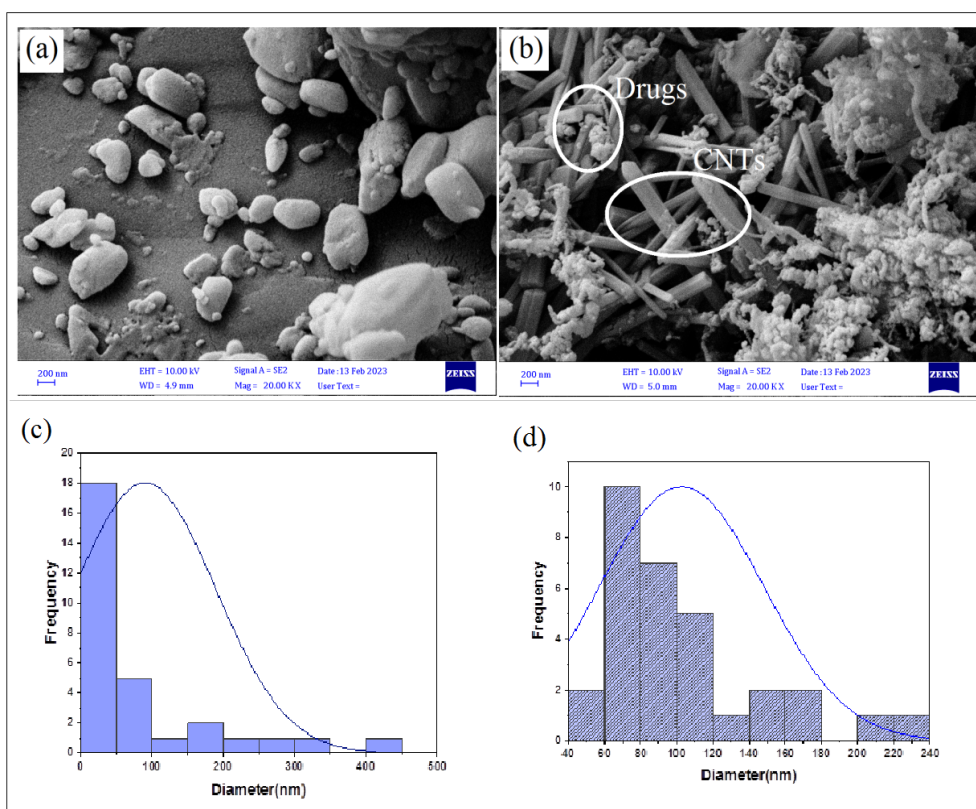 (a)
200 nm
EHT = 10.00 kV
WD = 4.9 mm
Signal A = SE2
Mag = 20.00 K X
Date :13 Feb 2023
User Text =
ZEISS
(b)
Drugs
CNTs
200 nm
EHT = 10.00 kV
WD = 5.0 mm
Signal A = SE2
Mag = 20.00 K X
Date :13 Feb 2023
User Text =
ZEISS
(c)
20
18
16
14
12
10
8
6
4
2
0
Frequency
0 100 200 300 400 500
Diameter(nm)
(d)
10
8
6
4
2
0
Frequency
40 60 80 100 120 140 160 180 200 220 240
Diameter(nm)